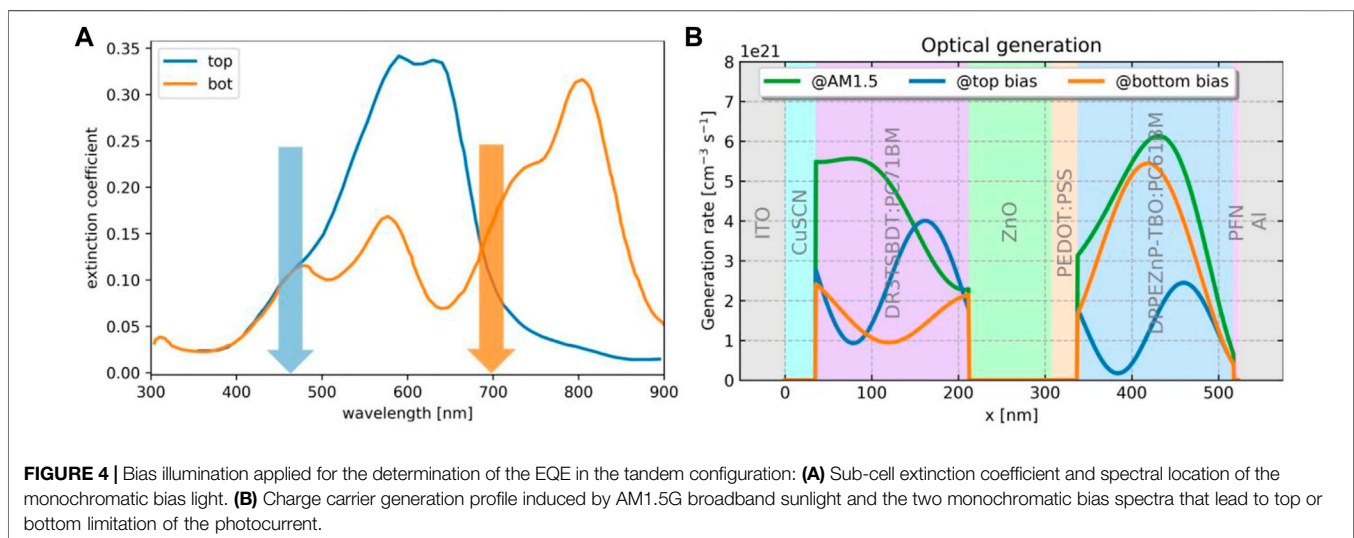 A
0.35
0.30
0.25
0.20
0.15
0.10
0.05
0.00
extinction coefficient
top
bot
300
400
500
600
700
800
900
wavelength [nm]
B
Optical generation
1e21
8
7
6
5
4
3
2
1
0
Generation rate [cm⁻³ s⁻¹]
@AM1.5
@top bias
@bottom bias
ITO
CuSCN
DR3TSBDT:PC71BM
ZnO
PEDOT:PSS
DPPEZnP-TBO:PC61BM
PFN
Al
0
100
200
300
400
500
x [nm]
FIGURE 4 | Bias illumination applied for the determination of the EQE in the tandem configuration: (A) Sub-cell extinction coefficient and spectral location of the
monochromatic bias light. (B) Charge carrier generation profile induced by AM1.5G broadband sunlight and the two monochromatic bias spectra that lead to top or
bottom limitation of the photocurrent.